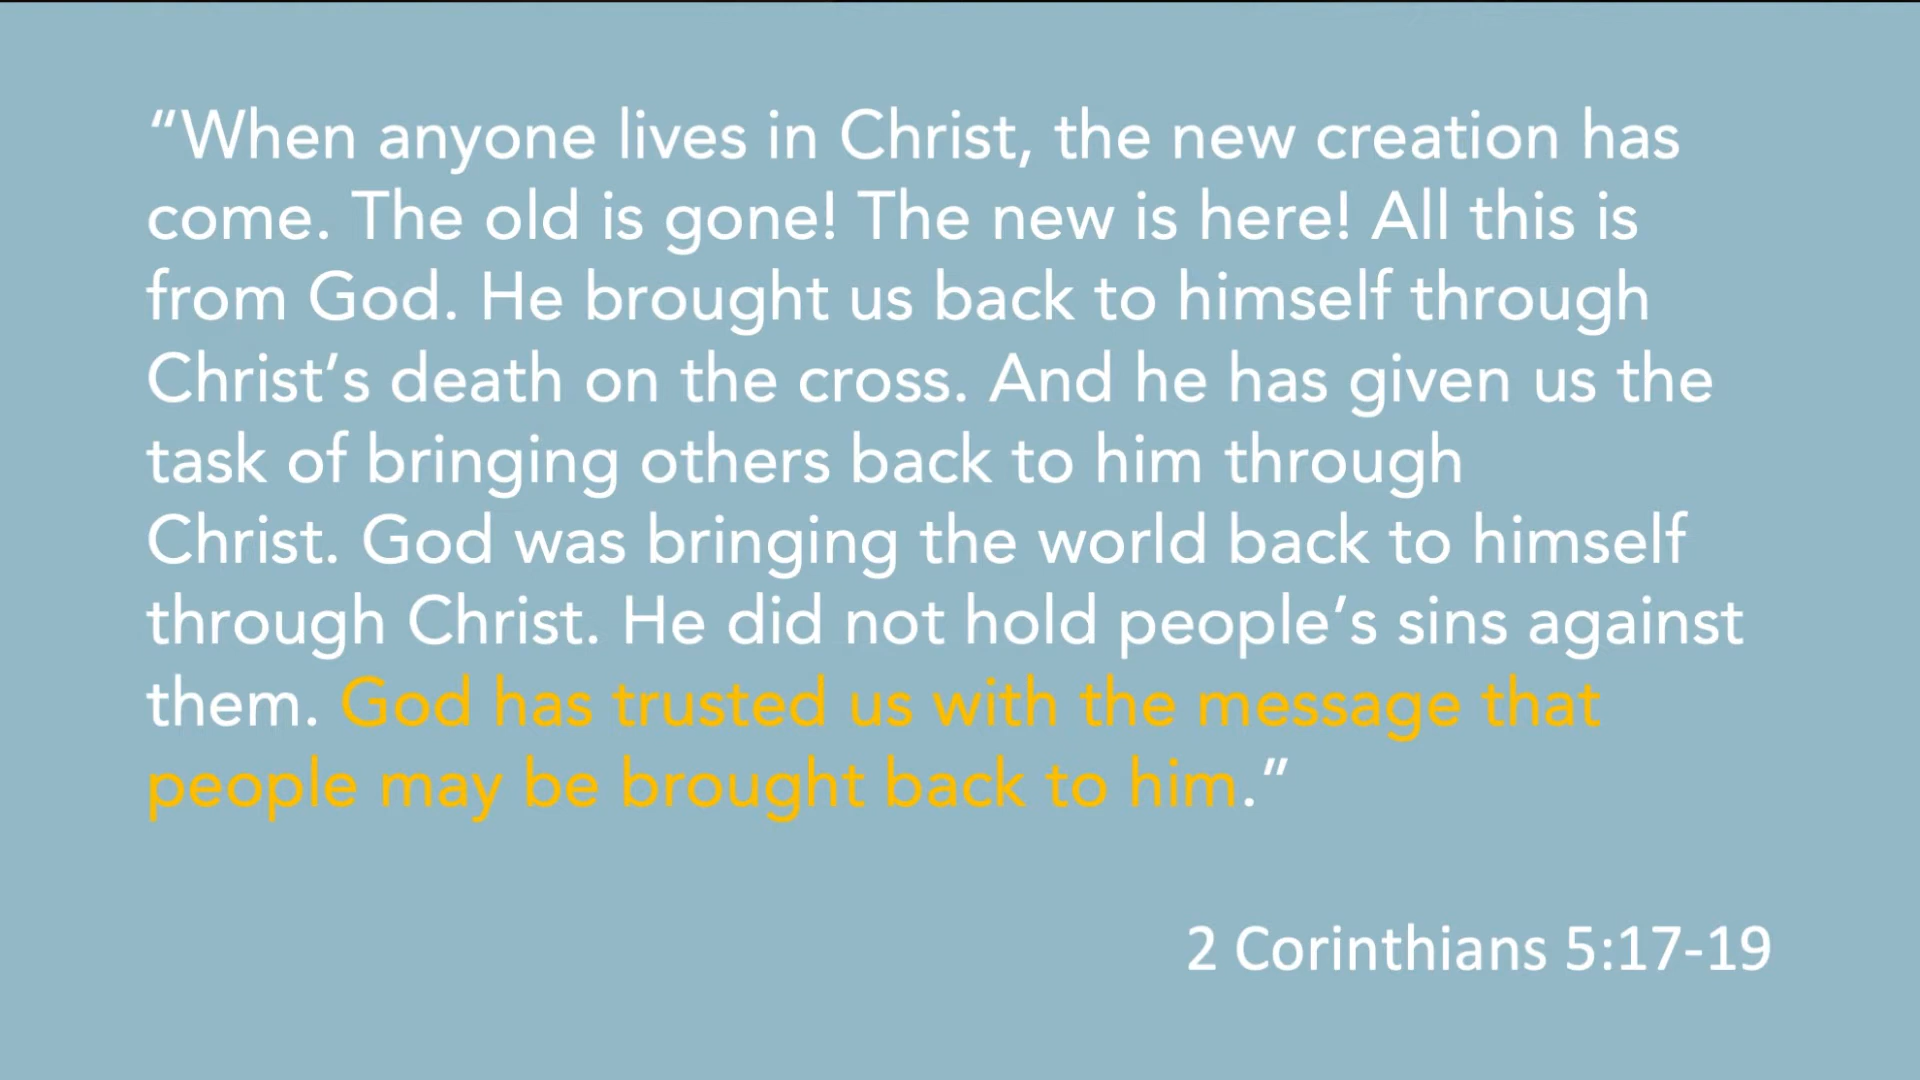 “When anyone lives in Christ, the new creation has
come. The old is gone! The new is here! All this is
from God. He brought us back to himself through
Christ’s death on the cross. And he has given us the
task of bringing others back to him through
Christ. God was bringing the world back to himself
through Christ. He did not hold people’s sins against
them. God has trusted us with the message that
people may be brought back to him.”
2 Corinthians 5:17-19